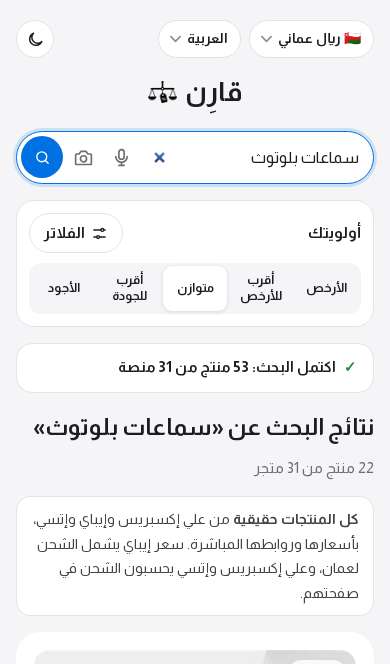 ريال عماني
العربية
قارِن
سماعات بلوتوث
أولويتك
الفلاتر
الأرخص
أقرب للأرخص
متوازن
أقرب للجودة
الأجود
✓ اكتمل البحث: 53 منتج من 31 منصة
نتائج البحث عن «سماعات بلوتوث»
22 منتج من 31 متجر
كل المنتجات حقيقية من علي إكسبريس وإيباي وإتسي،
بأسعارها وروابطها المباشرة. سعر إيباي يشمل الشحن
لعمان، وعلي إكسبريس وإتسي يحسبون الشحن في
صفحتهم.